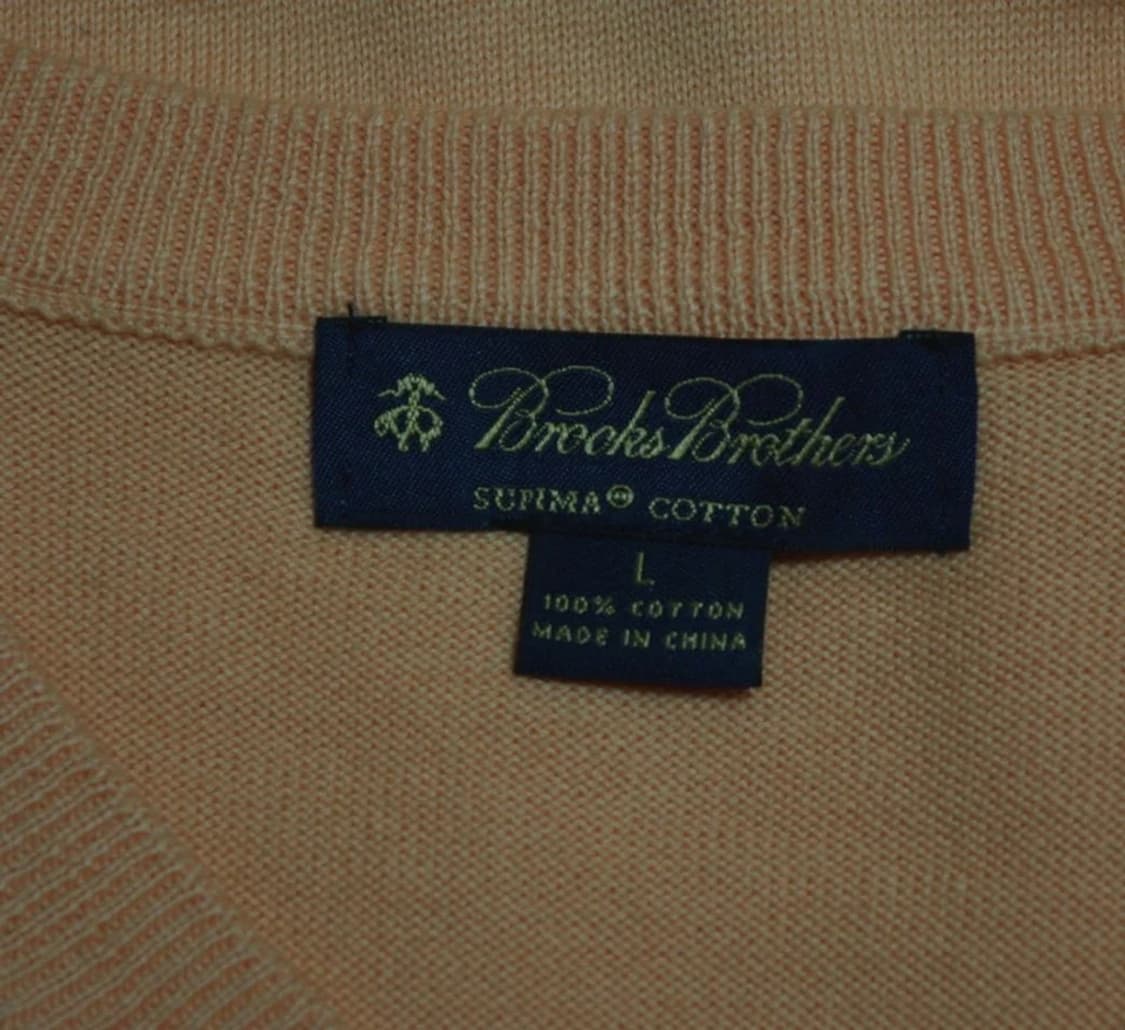 Brooks Brothers
SUPIMA® COTTON
L
100% COTTON
MADE IN CHINA